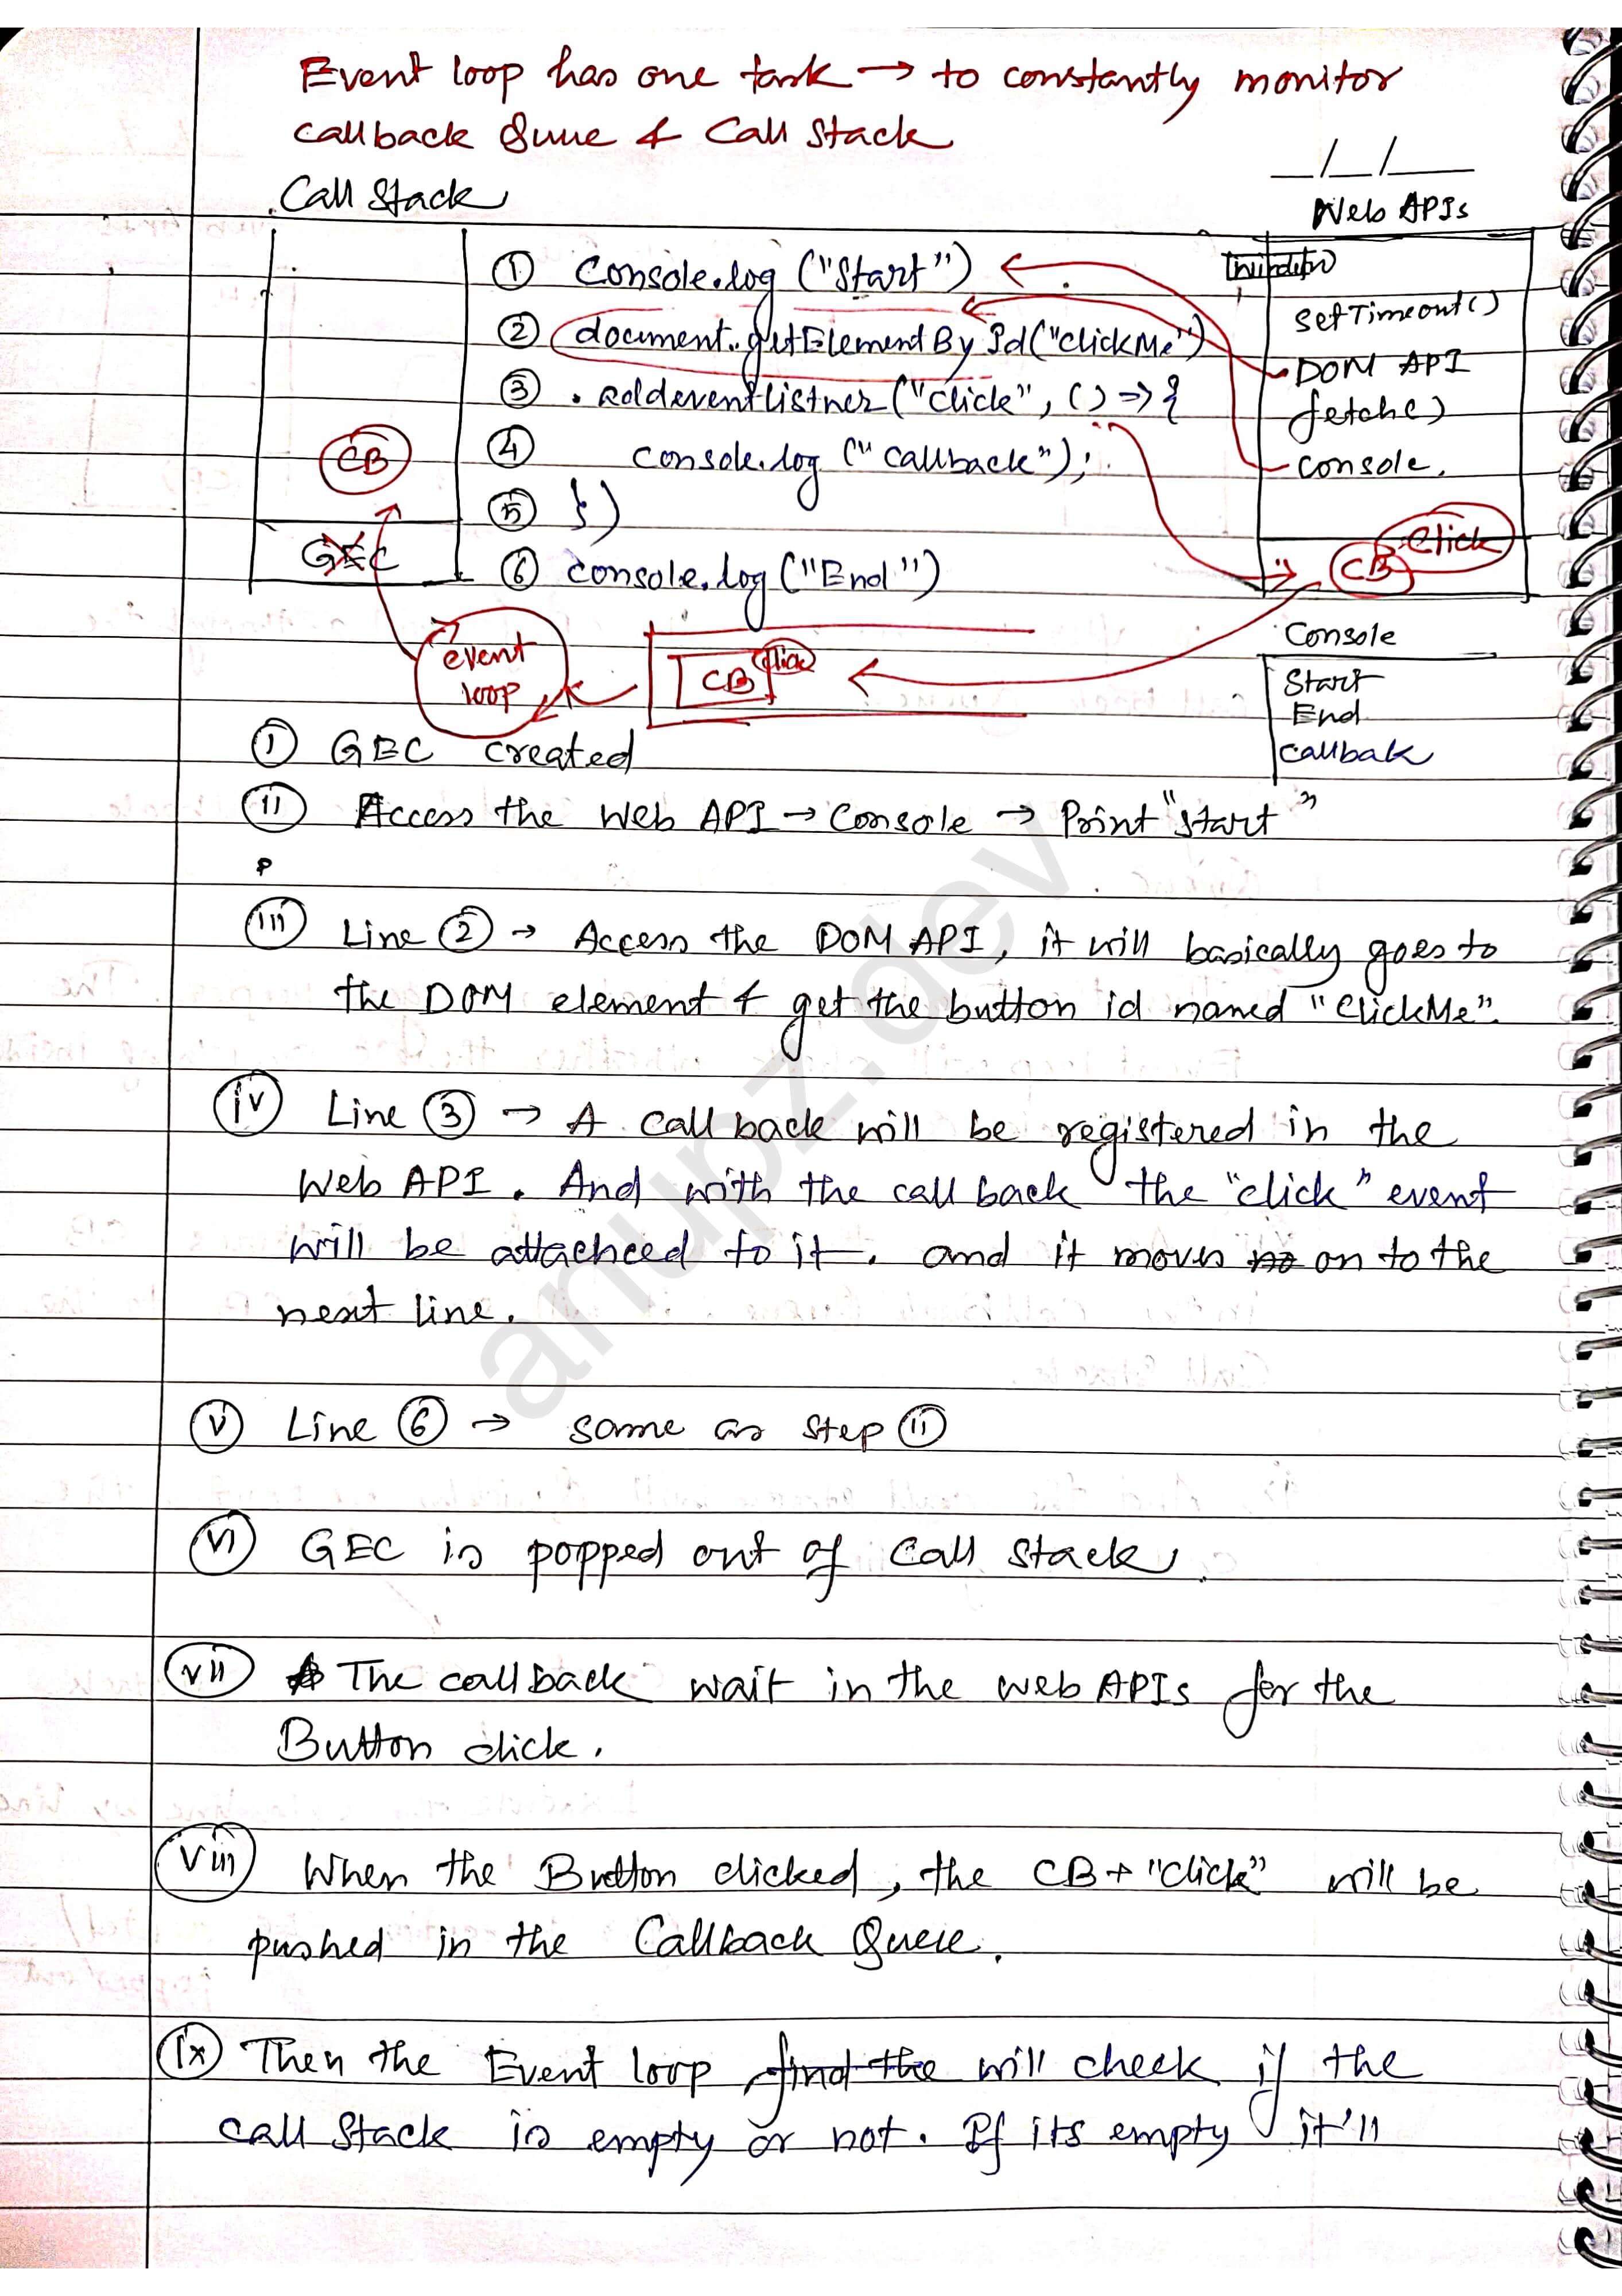 Event loop has one task → to constantly monitor
callback Queue & Call Stack
__/__/____
Call Stack
Web APIs
① Console.log ("Start")
② document.getElementById("clickMe")
③ .addeventlistner("click", () => {
④ console.log ("callback");
⑤ })
⑥ console.log ("End")
CB
GEC
window
setTimeout()
DOM API
fetch()
console.
CB Click
event
loop
CB click
Console
Start
End
Callbak
ⓘ GEC created
ii Access the Web API → Console → Print "start"
iii Line ② → Access the DOM API, it will basically goes to
the DOM element & get the button id named "ClickMe".
iv Line ③ → A call back will be registered in the
Web API. And with the call back the "click" event
will be attacheed to it. and it moves on to the
next line.
v Line ⑥ → same as step ii
vi GEC is popped out of Call Stack.
vii The callback wait in the web APIs for the
Button click.
viii When the Button clicked, the CB + "click" will be
pushed in the Callback Queue.
ix Then the Event loop find the will check if the
call Stack is empty or not. If its empty it'll
anupz.dev